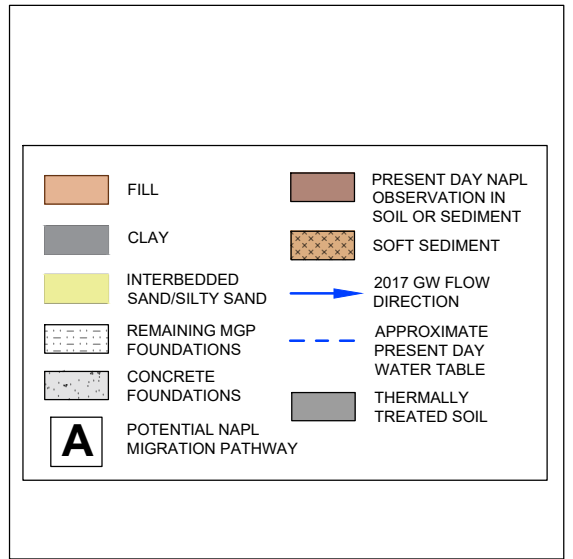 FILL
CLAY
INTERBEDDED
SAND/SILTY SAND
REMAINING MGP
FOUNDATIONS
CONCRETE
FOUNDATIONS
A
POTENTIAL NAPL
MIGRATION PATHWAY
PRESENT DAY NAPL
OBSERVATION IN
SOIL OR SEDIMENT
SOFT SEDIMENT
2017 GW FLOW
DIRECTION
APPROXIMATE
PRESENT DAY
WATER TABLE
THERMALLY
TREATED SOIL